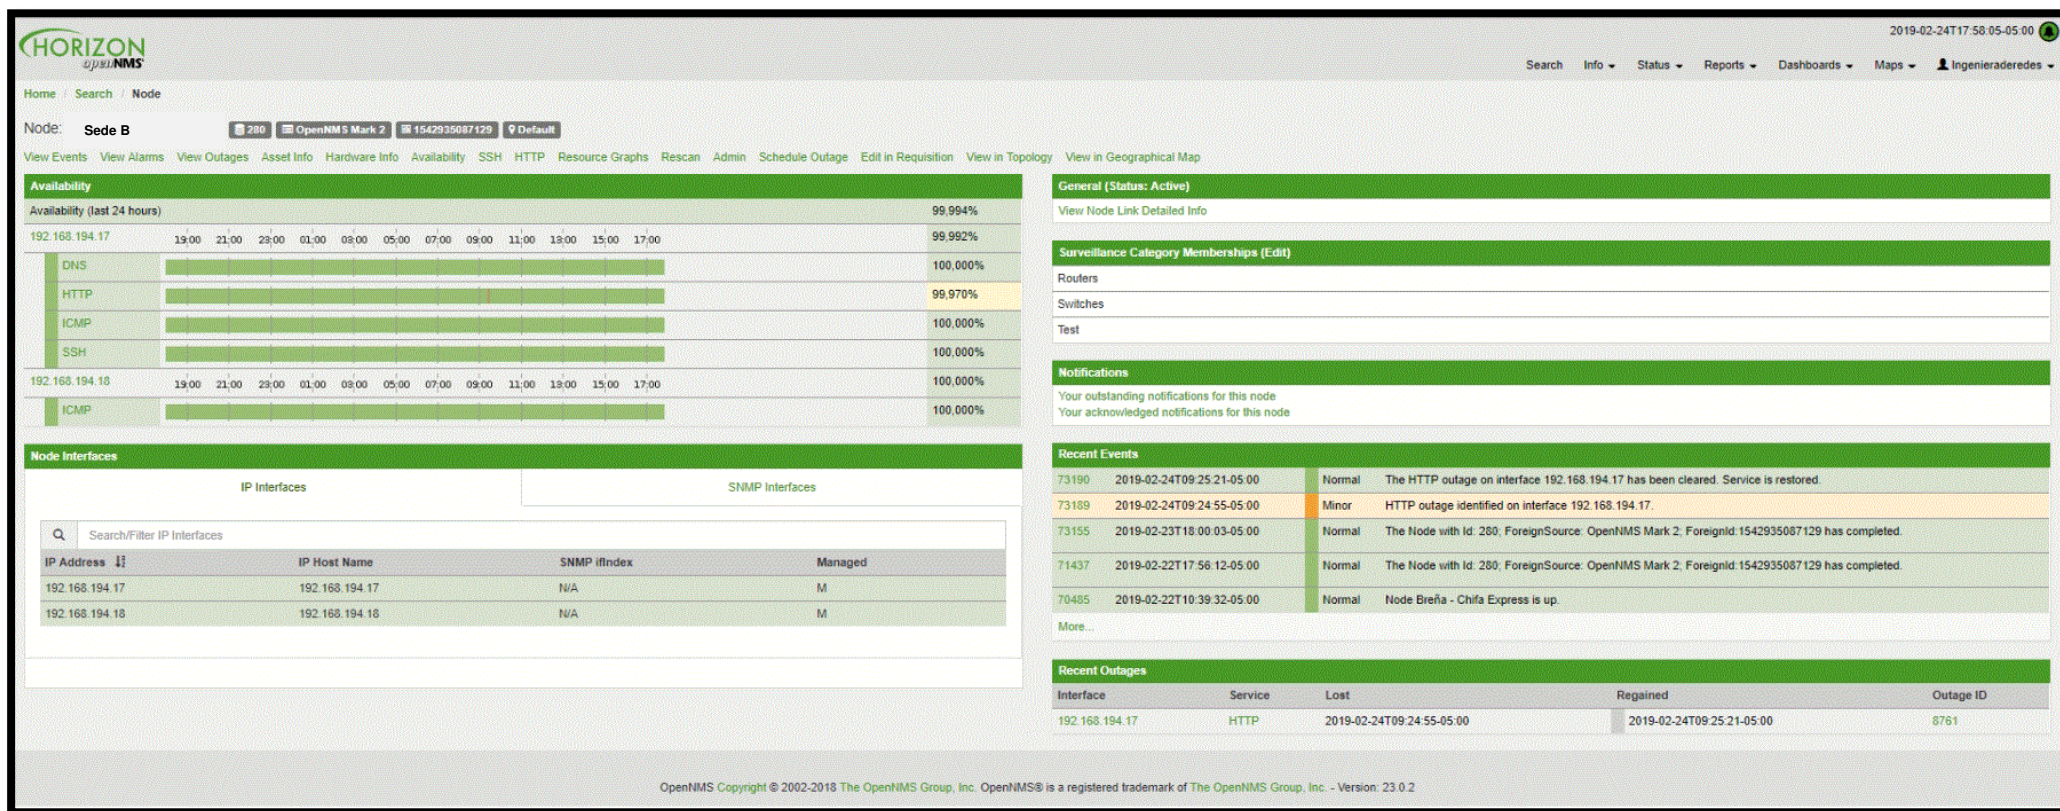 HORIZON
openNMS
2019-02-24T17:58:05-05:00
Search Info Status Reports Dashboards Maps Ingenieraderedes
Home / Search / Node
Node: Sede B 280 OpenNMS Mark 2 1542935087129 Default
View Events View Alarms View Outages Asset Info Hardware Info Availability SSH HTTP Resource Graphs Rescan Admin Schedule Outage Edit in Requisition View in Topology View in Geographical Map
Availability
Availability (last 24 hours) 99,994%
192.168.194.17 19:00 21:00 23:00 01:00 03:00 05:00 07:00 09:00 11:00 13:00 15:00 17:00 99,992%
DNS 100,000%
HTTP 99,970%
ICMP 100,000%
SSH 100,000%
192.168.194.18 19:00 21:00 23:00 01:00 03:00 05:00 07:00 09:00 11:00 13:00 15:00 17:00 100,000%
ICMP 100,000%
Node Interfaces
IP Interfaces SNMP Interfaces
Search/Filter IP Interfaces
IP Address IP Host Name SNMP ifIndex Managed
192.168.194.17 192.168.194.17 N/A M
192.168.194.18 192.168.194.18 N/A M
General (Status: Active)
View Node Link Detailed Info
Surveillance Category Memberships (Edit)
Routers
Switches
Test
Notifications
Your outstanding notifications for this node
Your acknowledged notifications for this node
Recent Events
73190 2019-02-24T09:25:21-05:00 Normal The HTTP outage on interface 192.168.194.17 has been cleared. Service is restored.
73189 2019-02-24T09:24:55-05:00 Minor HTTP outage identified on interface 192.168.194.17.
73155 2019-02-23T18:00:03-05:00 Normal The Node with Id: 280; ForeignSource: OpenNMS Mark 2; ForeignId:1542935087129 has completed.
71437 2019-02-22T17:56:12-05:00 Normal The Node with Id: 280; ForeignSource: OpenNMS Mark 2; ForeignId:1542935087129 has completed.
70485 2019-02-22T10:39:32-05:00 Normal Node Breña - Chifa Express is up.
More...
Recent Outages
Interface Service Lost Regained Outage ID
192.168.194.17 HTTP 2019-02-24T09:24:55-05:00 2019-02-24T09:25:21-05:00 8761
OpenNMS Copyright © 2002-2018 The OpenNMS Group, Inc. OpenNMS® is a registered trademark of The OpenNMS Group, Inc. - Version: 23.0.2